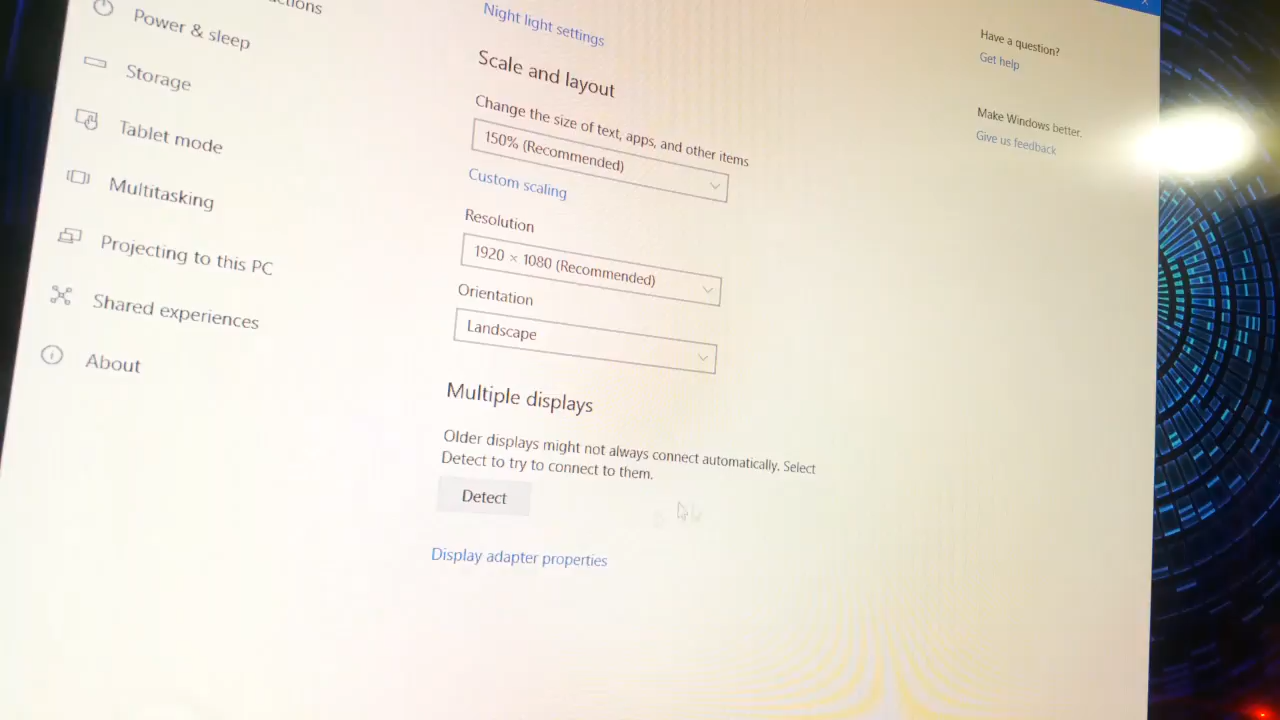 Power & sleep
Storage
Tablet mode
Multitasking
Projecting to this PC
Shared experiences
About
Night light settings
Scale and layout
Change the size of text, apps, and other items
150% (Recommended)
Custom scaling
Resolution
1920 × 1080 (Recommended)
Orientation
Landscape
Multiple displays
Older displays might not always connect automatically. Select
Detect to try to connect to them.
Detect
Display adapter properties
Have a question?
Get help
Make Windows better.
Give us feedback